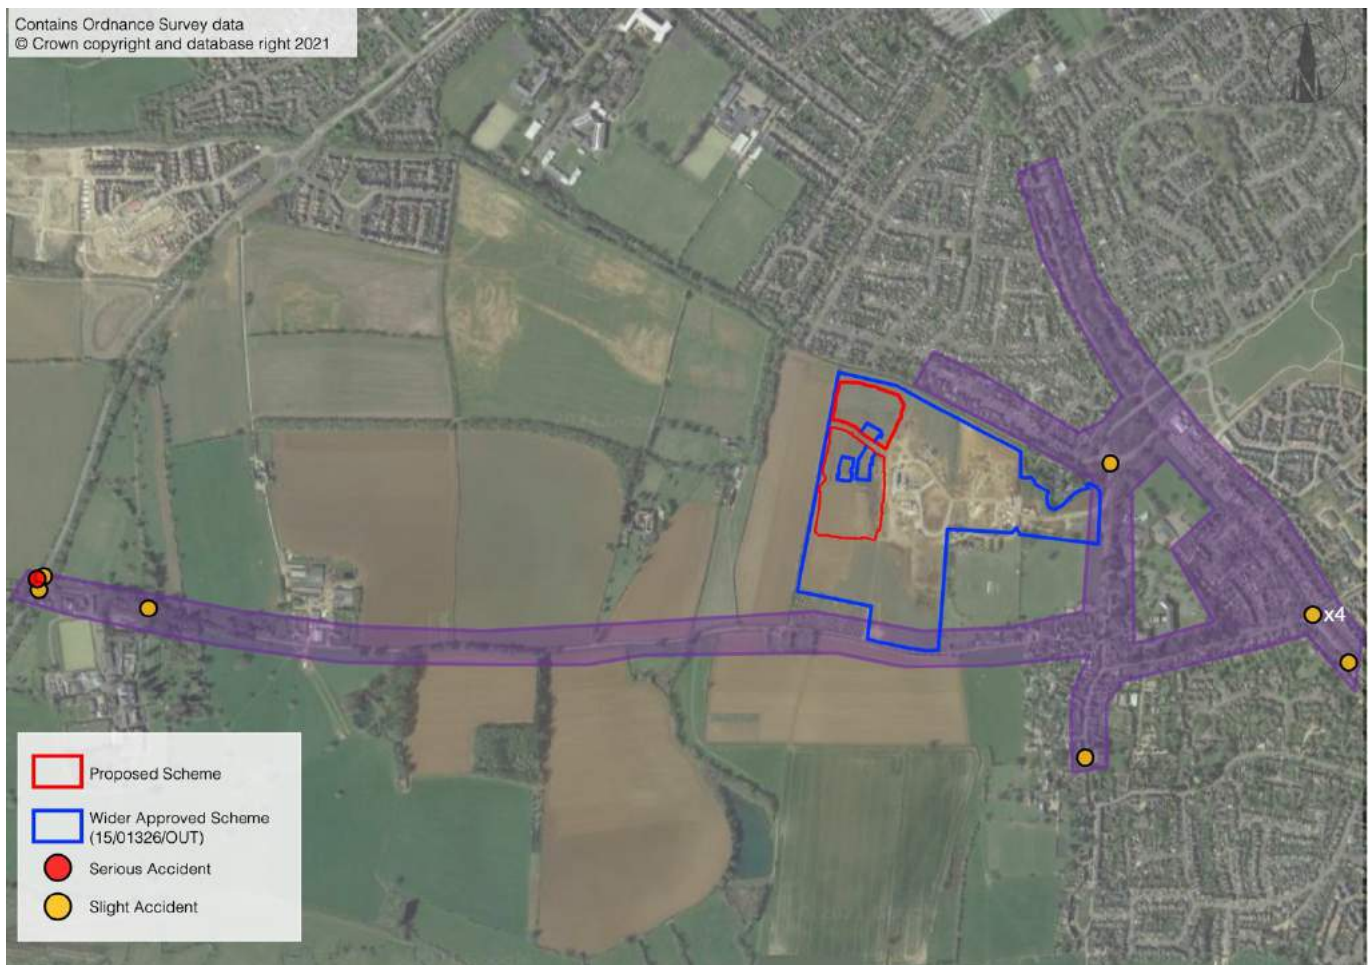 Contains Ordnance Survey data
© Crown copyright and database right 2021
x4
Proposed Scheme
Wider Approved Scheme
(15/01326/OUT)
Serious Accident
Slight Accident